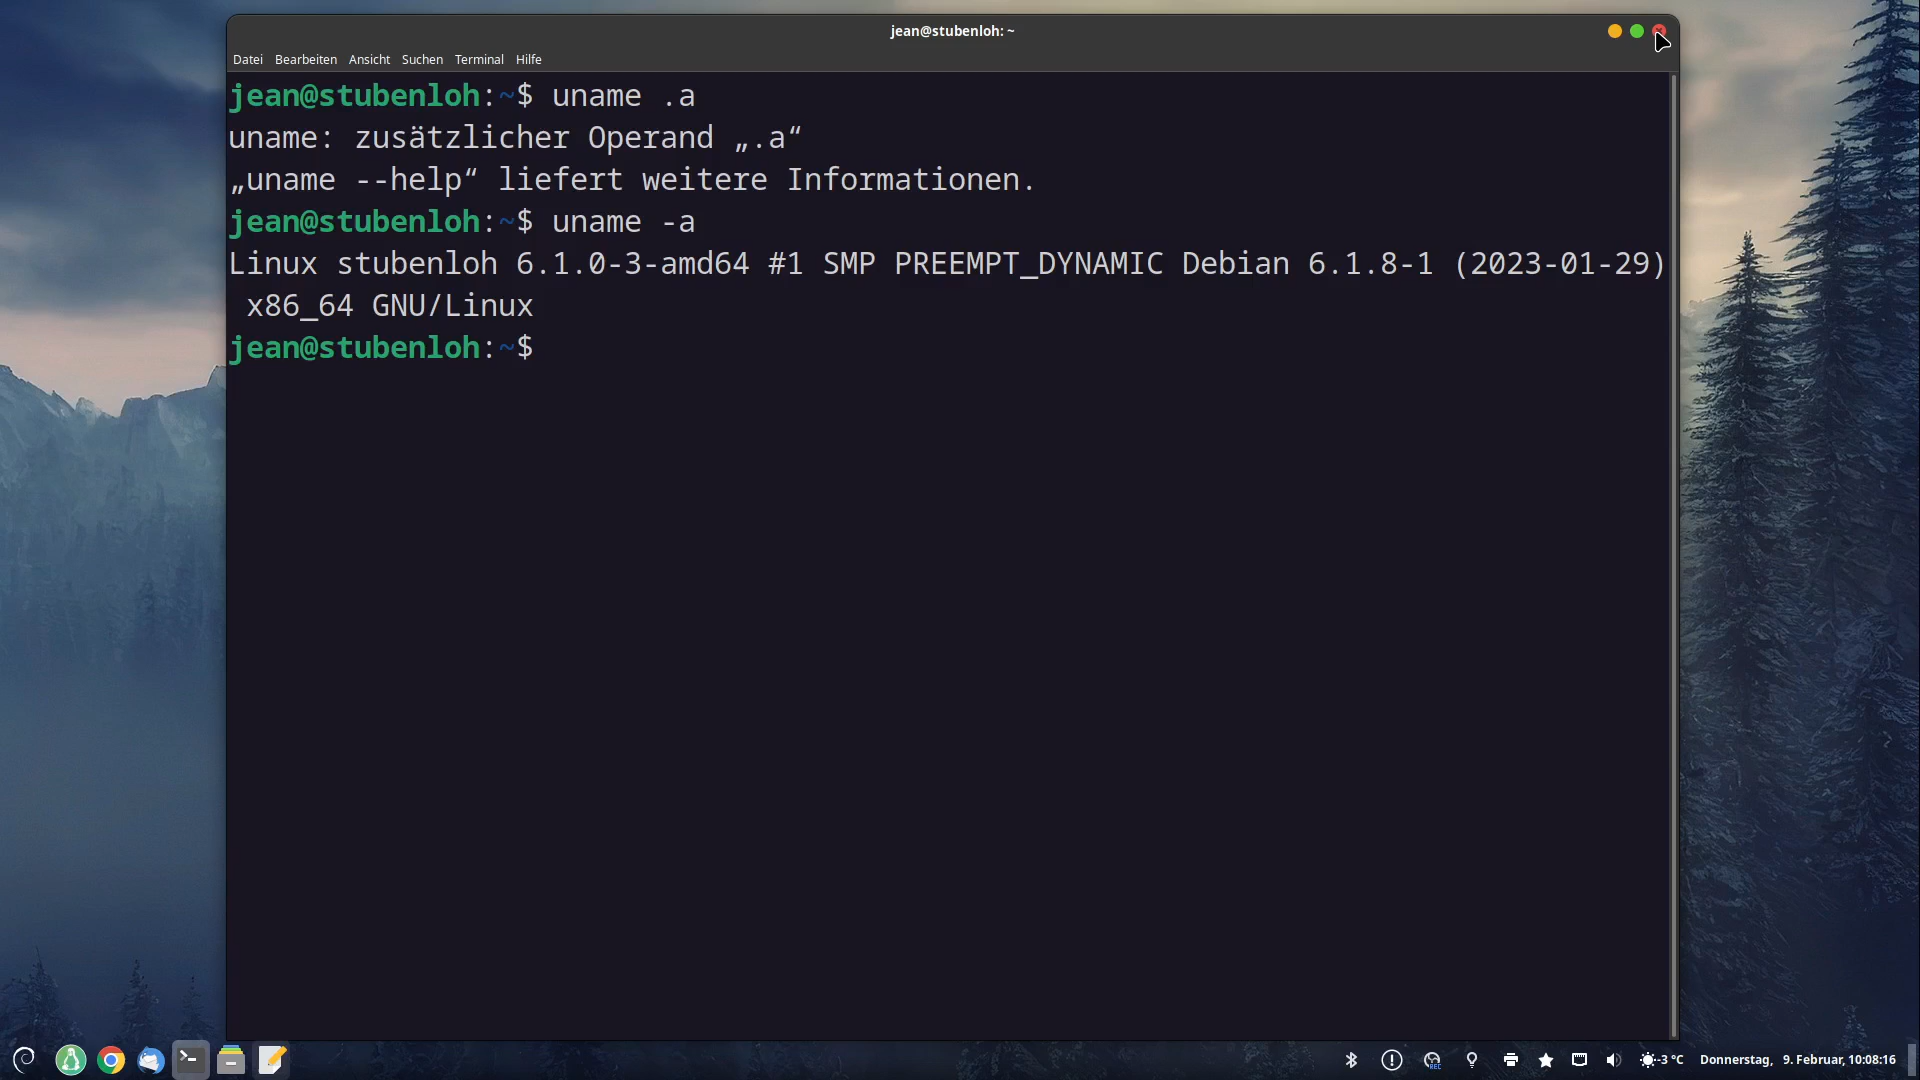 jean@stubenloh: ~
Datei Bearbeiten Ansicht Suchen Terminal Hilfe
jean@stubenloh:~$ uname .a
uname: zusätzlicher Operand „.a“
„uname --help“ liefert weitere Informationen.
jean@stubenloh:~$ uname -a
Linux stubenloh 6.1.0-3-amd64 #1 SMP PREEMPT_DYNAMIC Debian 6.1.8-1 (2023-01-29)
x86_64 GNU/Linux
jean@stubenloh:~$
REC -3 °C Donnerstag, 9. Februar, 10:08:16